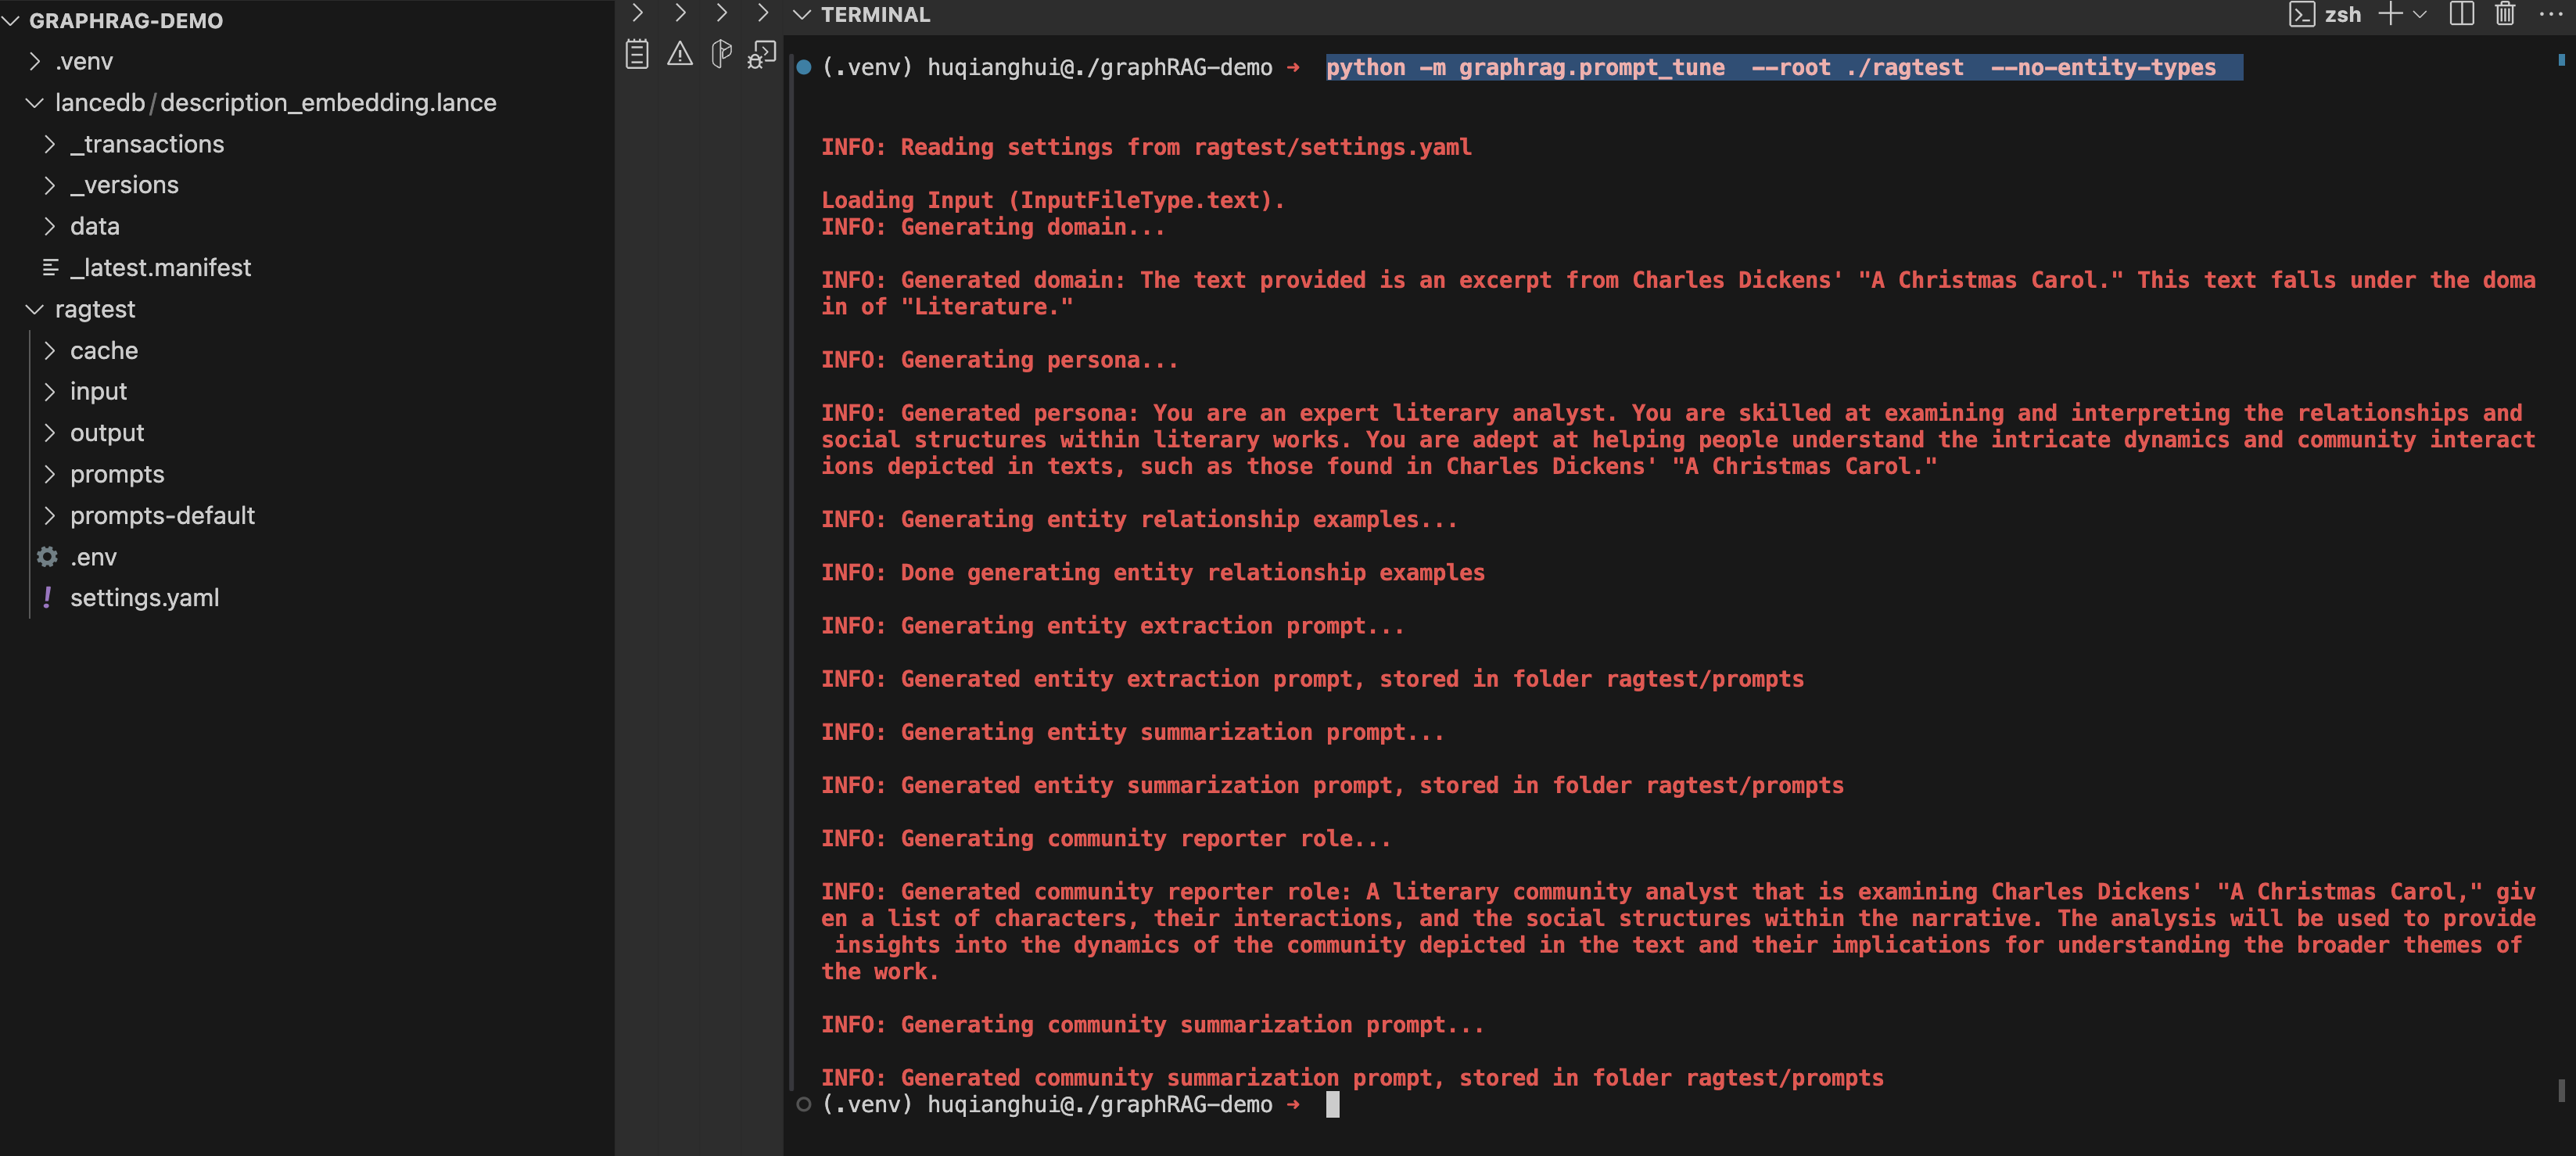 GRAPHRAG-DEMO
.venv
lancedb/description_embedding.lance
_transactions
_versions
data
_latest.manifest
ragtest
cache
input
output
prompts
prompts-default
.env
settings.yaml
TERMINAL
zsh
(.venv) huqianghui@./graphRAG-demo → python -m graphrag.prompt_tune --root ./ragtest --no-entity-types
INFO: Reading settings from ragtest/settings.yaml
Loading Input (InputFileType.text).
INFO: Generating domain...
INFO: Generated domain: The text provided is an excerpt from Charles Dickens' "A Christmas Carol." This text falls under the doma
in of "Literature."
INFO: Generating persona...
INFO: Generated persona: You are an expert literary analyst. You are skilled at examining and interpreting the relationships and
social structures within literary works. You are adept at helping people understand the intricate dynamics and community interact
ions depicted in texts, such as those found in Charles Dickens' "A Christmas Carol."
INFO: Generating entity relationship examples...
INFO: Done generating entity relationship examples
INFO: Generating entity extraction prompt...
INFO: Generated entity extraction prompt, stored in folder ragtest/prompts
INFO: Generating entity summarization prompt...
INFO: Generated entity summarization prompt, stored in folder ragtest/prompts
INFO: Generating community reporter role...
INFO: Generated community reporter role: A literary community analyst that is examining Charles Dickens' "A Christmas Carol," giv
en a list of characters, their interactions, and the social structures within the narrative. The analysis will be used to provide
 insights into the dynamics of the community depicted in the text and their implications for understanding the broader themes of
the work.
INFO: Generating community summarization prompt...
INFO: Generated community summarization prompt, stored in folder ragtest/prompts
(.venv) huqianghui@./graphRAG-demo →